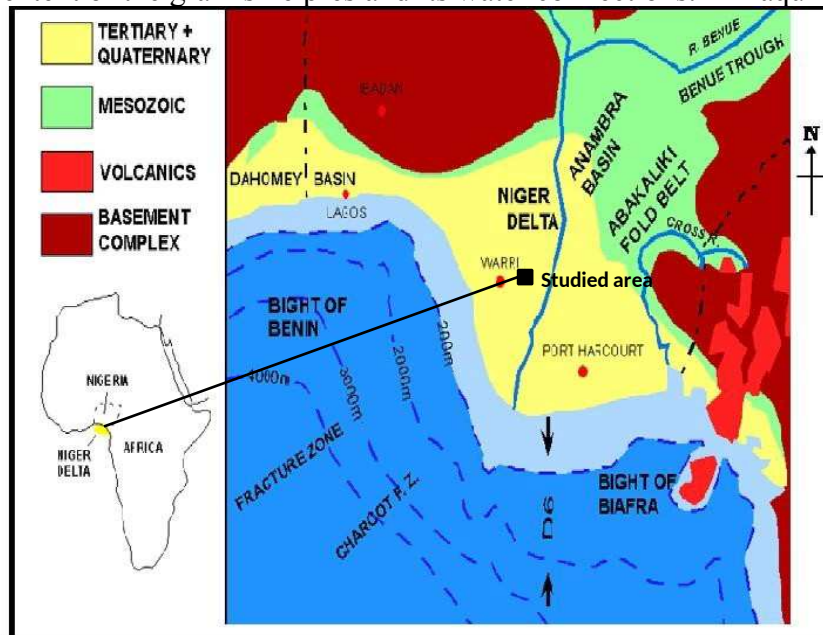 TERTIARY +
QUATERNARY
MESOZOIC
VOLCANICS
BASEMENT
COMPLEX
IBADAN
R. BENUE
BENUE TROUGH
ANAMBRA
BASIN
ABAKALIKI
FOLD BELT
CROSS R.
N
DAHOMEY BASIN
LAGOS
NIGER
DELTA
WARRI
Studied area
BIGHT OF
BENIN
200m
2000m
3000m
4000m
PORT HARCOURT
NIGERIA
NIGER
DELTA
AFRICA
FRACTURE ZONE
CHARCOT F. Z.
BIGHT OF
BIAFRA